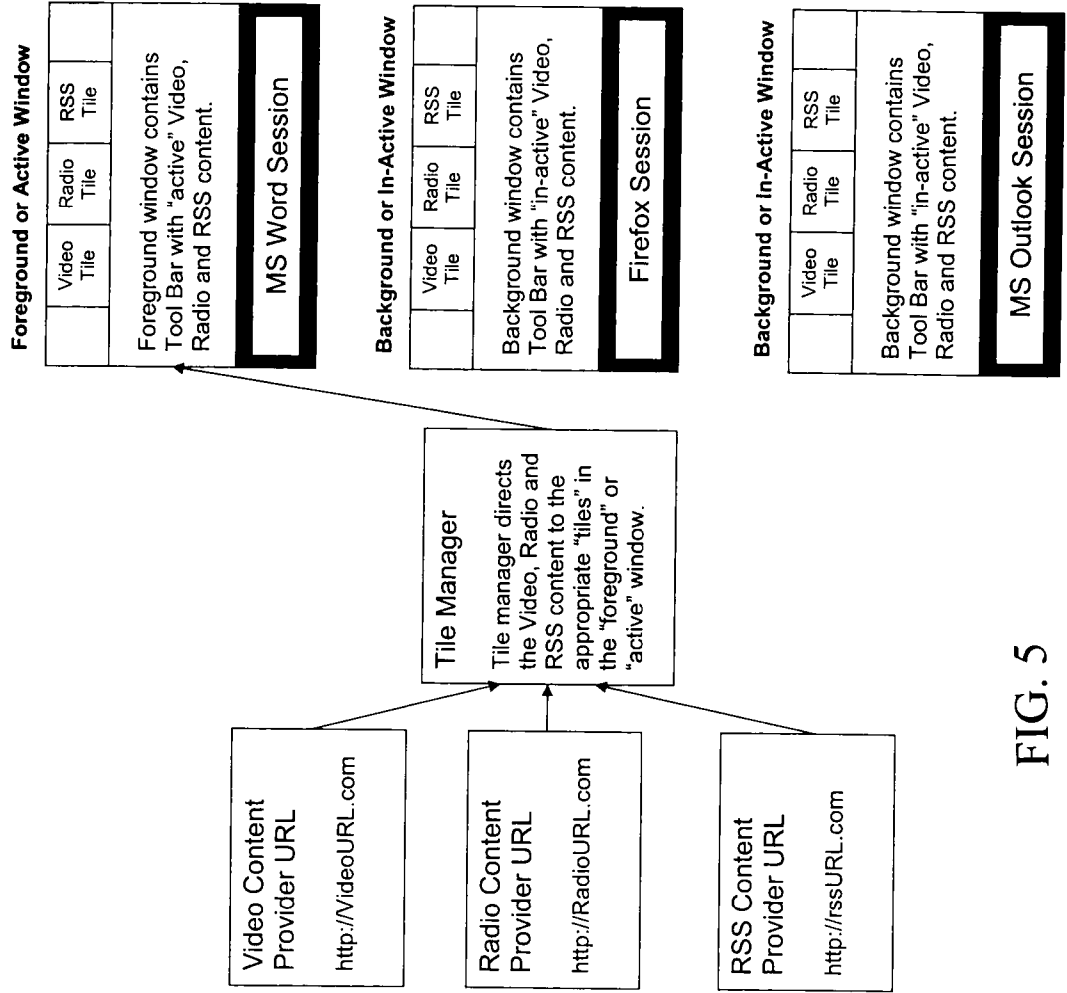 Video Content
Provider URL
http://VideoURL.com
Radio Content
Provider URL
http://RadioURL.com
RSS Content
Provider URL
http://rssURL.com
Tile Manager
Tile manager directs
the Video, Radio and
RSS content to the
appropriate “tiles” in
the “foreground” or
“active” window.
Foreground or Active Window
Video
Tile
Radio
Tile
RSS
Tile
Foreground window contains
Tool Bar with “active” Video,
Radio and RSS content.
MS Word Session
Background or In-Active Window
Video
Tile
Radio
Tile
RSS
Tile
Background window contains
Tool Bar with “in-active” Video,
Radio and RSS content.
Firefox Session
Background or In-Active Window
Video
Tile
Radio
Tile
RSS
Tile
Background window contains
Tool Bar with “in-active” Video,
Radio and RSS content.
MS Outlook Session
FIG. 5